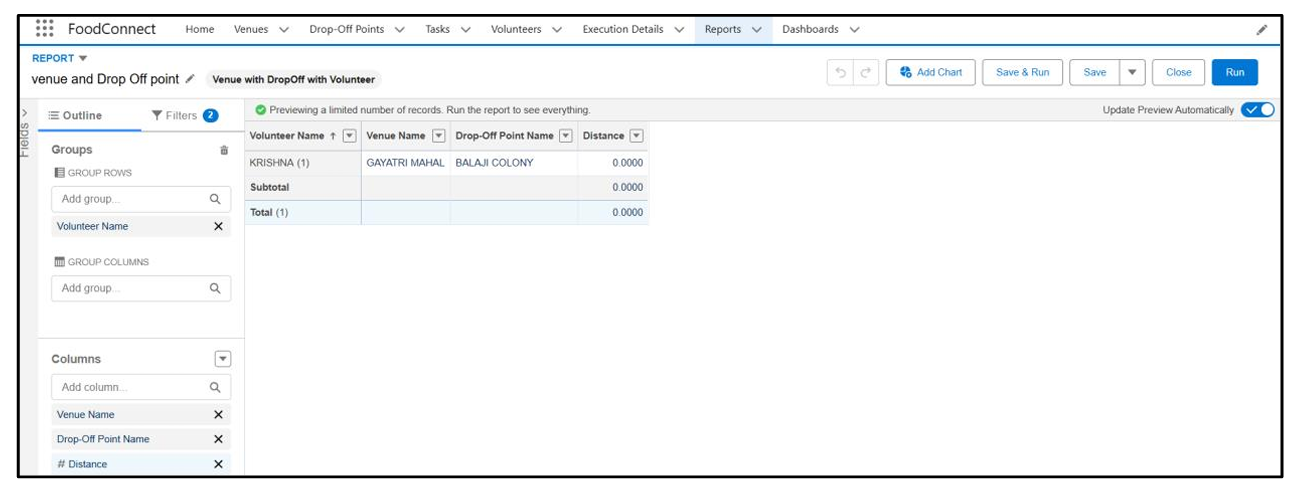 FoodConnect Home Venues Drop-Off Points Tasks Volunteers Execution Details Reports Dashboards
REPORT
venue and Drop Off point Venue with DropOff with Volunteer
Add Chart Save & Run Save Close Run
Fields
Outline Filters 2
Previewing a limited number of records. Run the report to see everything. Update Preview Automatically
Groups
GROUP ROWS
Add group...
Volunteer Name
GROUP COLUMNS
Add group...
Columns
Add column...
Venue Name
Drop-Off Point Name
# Distance
Volunteer Name ↑ Venue Name Drop-Off Point Name Distance
KRISHNA (1) GAYATRI MAHAL BALAJI COLONY 0.0000
Subtotal 0.0000
Total (1) 0.0000